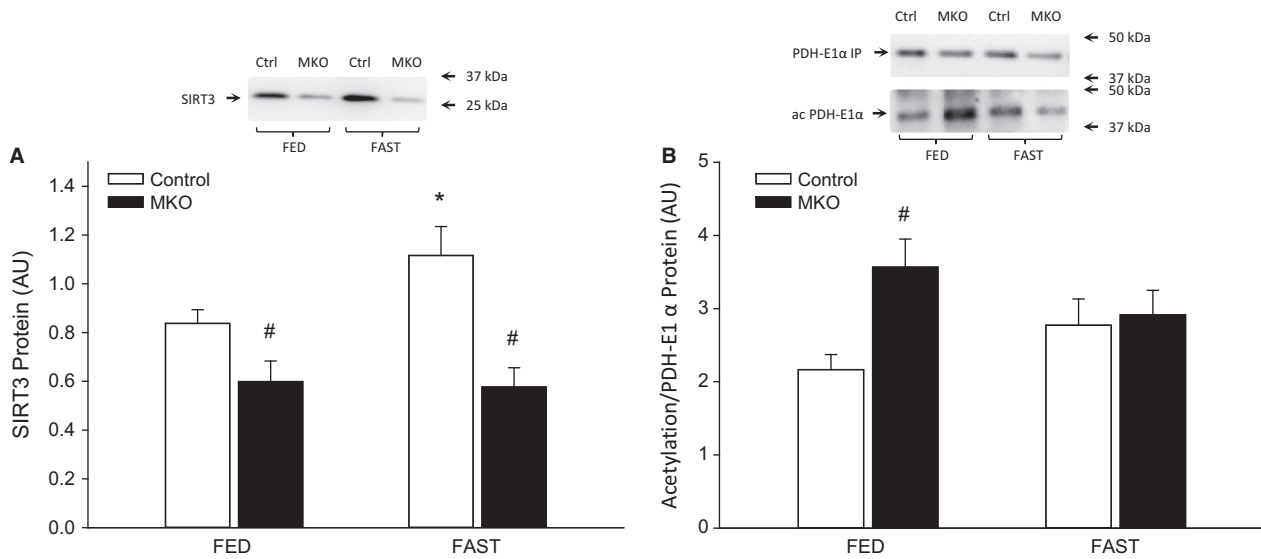 Ctrl MKO Ctrl MKO
SIRT3
37 kDa
25 kDa
FED FAST
A
Control
MKO
SIRT3 Protein (AU)
1.4
1.2
1.0
0.8
0.6
0.4
0.2
0.0
#
*
#
FED FAST
Ctrl MKO Ctrl MKO
PDH-E1α IP
50 kDa
37 kDa
50 kDa
ac PDH-E1α
37 kDa
FED FAST
B
Control
MKO
Acetylation/PDH-E1 α Protein (AU)
5
4
3
2
1
0
#
FED FAST